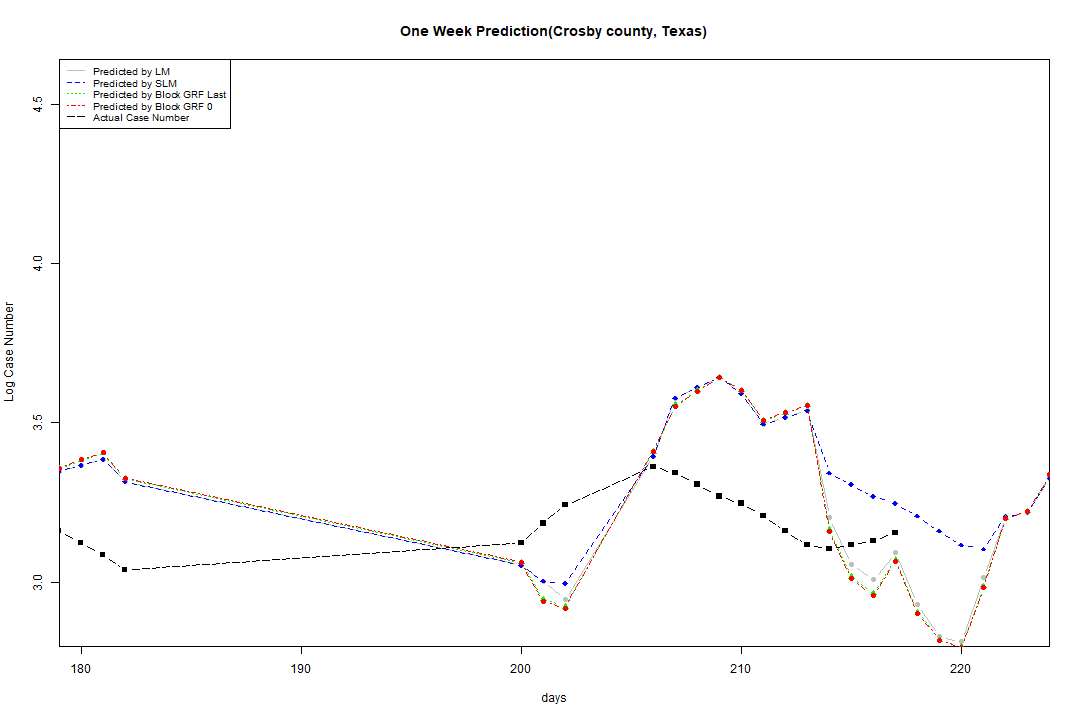 One Week Prediction(Crosby county, Texas)
Predicted by LM
Predicted by SLM
Predicted by Block GRF Last
Predicted by Block GRF 0
Actual Case Number
4.5
4.0
3.5
3.0
Log Case Number
180
190
200
210
220
days